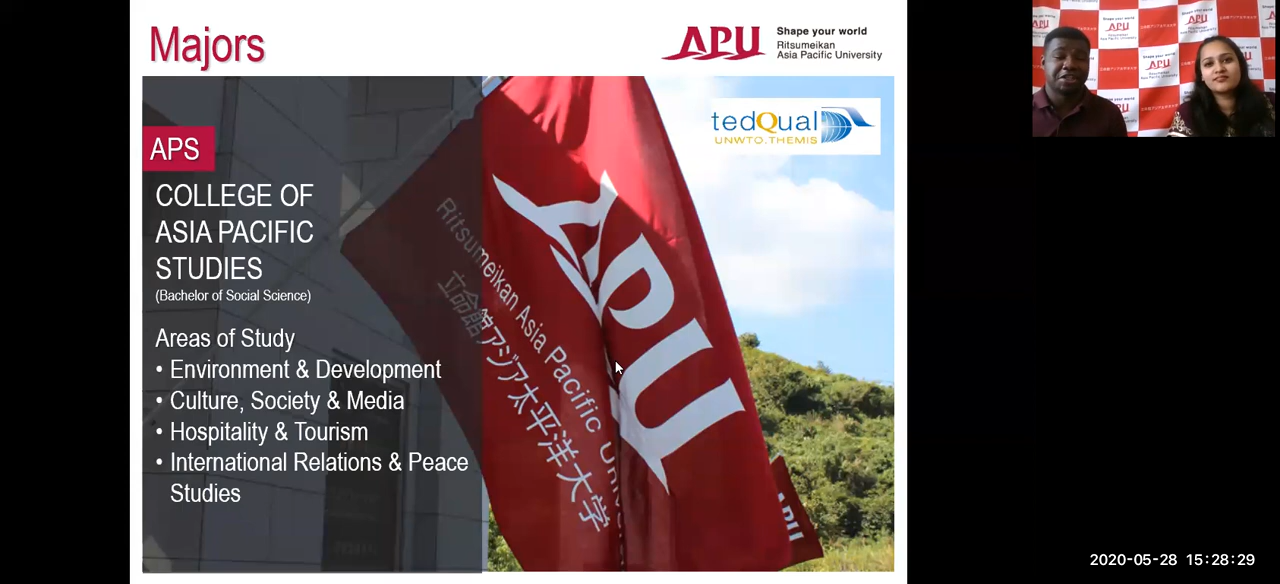 Majors
APU
Shape your world
Ritsumeikan
Asia Pacific University
tedQual
UNWTO.THEMIS
APS
COLLEGE OF
ASIA PACIFIC
STUDIES
(Bachelor of Social Science)
Areas of Study
• Environment & Development
• Culture, Society & Media
• Hospitality & Tourism
• International Relations & Peace
Studies
APU
Ritsumeikan Asia Pacific
立命館アジア太平洋大学
APU
2020-05-28 15:28:29